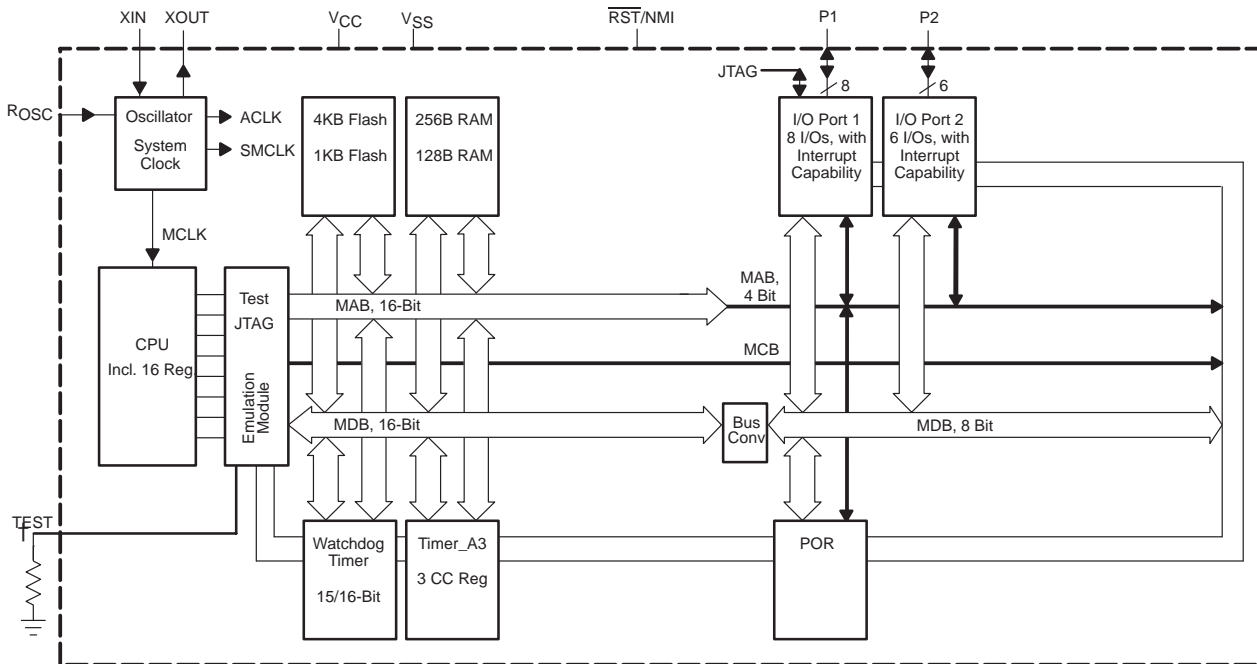 XIN XOUT VCC VSS RST/NMI P1 P2
JTAG
8 6
ROSC
Oscillator
System
Clock
ACLK
SMCLK
4KB Flash
1KB Flash
256B RAM
128B RAM
I/O Port 1
8 I/Os, with
Interrupt
Capability
I/O Port 2
6 I/Os, with
Interrupt
Capability
MCLK
CPU
Incl. 16 Reg.
Test
JTAG
Emulation
Module
MAB, 16-Bit
MAB,
4 Bit
MCB
MDB, 16-Bit
Bus
Conv
MDB, 8 Bit
TEST
Watchdog
Timer
15/16-Bit
Timer_A3
3 CC Reg
POR